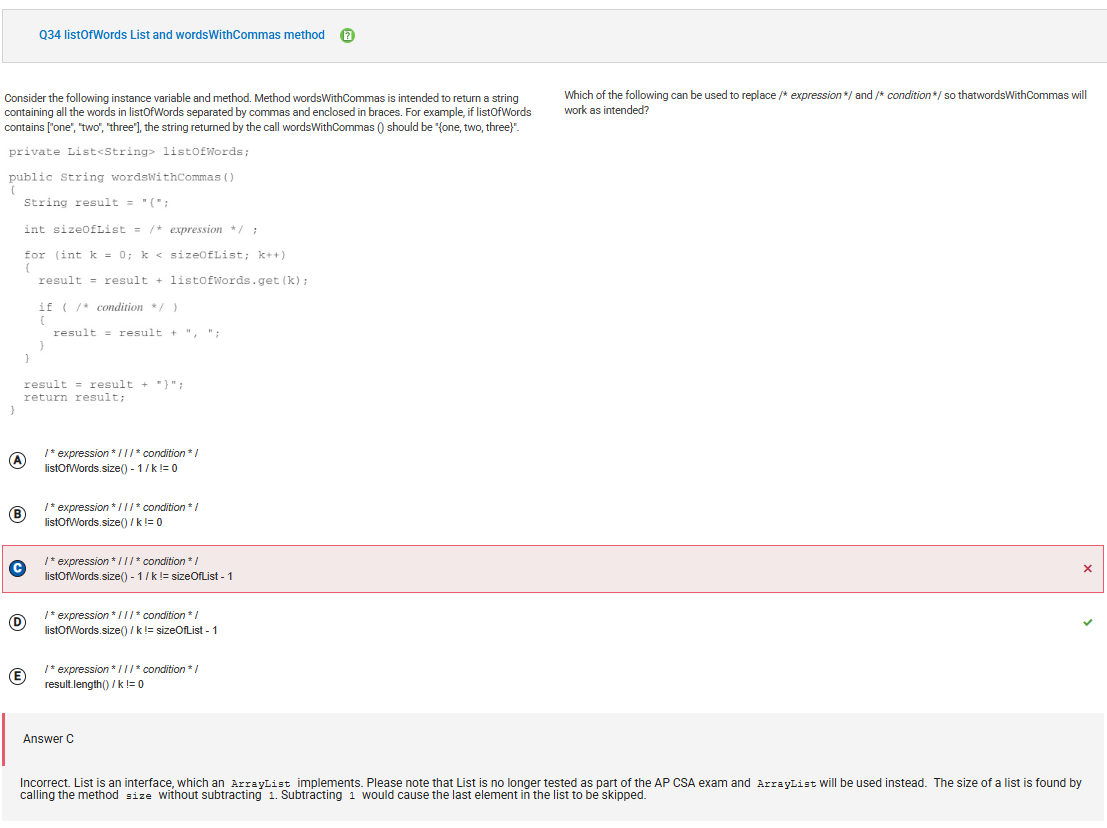 Q34 listOfWords List and wordsWithCommas method
Consider the following instance variable and method. Method wordsWithCommas is intended to return a string
containing all the words in listOfWords separated by commas and enclosed in braces. For example, if listOfWords
contains ["one", "two", "three"], the string returned by the call wordsWithCommas () should be "{one, two, three}".
private List<String> listOfWords;
public String wordsWithCommas()
{
String result = "{";
int sizeOfList = /* expression */ ;
for (int k = 0; k < sizeOfList; k++)
{
result = result + listOfWords.get(k);
if ( /* condition */ )
{
result = result + ", ";
}
}
result = result + "}";
return result;
}
Which of the following can be used to replace /* expression */ and /* condition */ so thatwordsWithCommas will
work as intended?
A
/ * expression * / / / * condition * /
listOfWords.size() - 1 / k != 0
B
/ * expression * / / / * condition * /
listOfWords.size() / k != 0
C
/ * expression * / / / * condition * /
listOfWords.size() - 1 / k != sizeOfList - 1
D
/ * expression * / / / * condition * /
listOfWords.size() / k != sizeOfList - 1
E
/ * expression * / / / * condition * /
result.length() / k != 0
Answer C
Incorrect. List is an interface, which an ArrayList implements. Please note that List is no longer tested as part of the AP CSA exam and ArrayList will be used instead. The size of a list is found by
calling the method size without subtracting 1. Subtracting 1 would cause the last element in the list to be skipped.